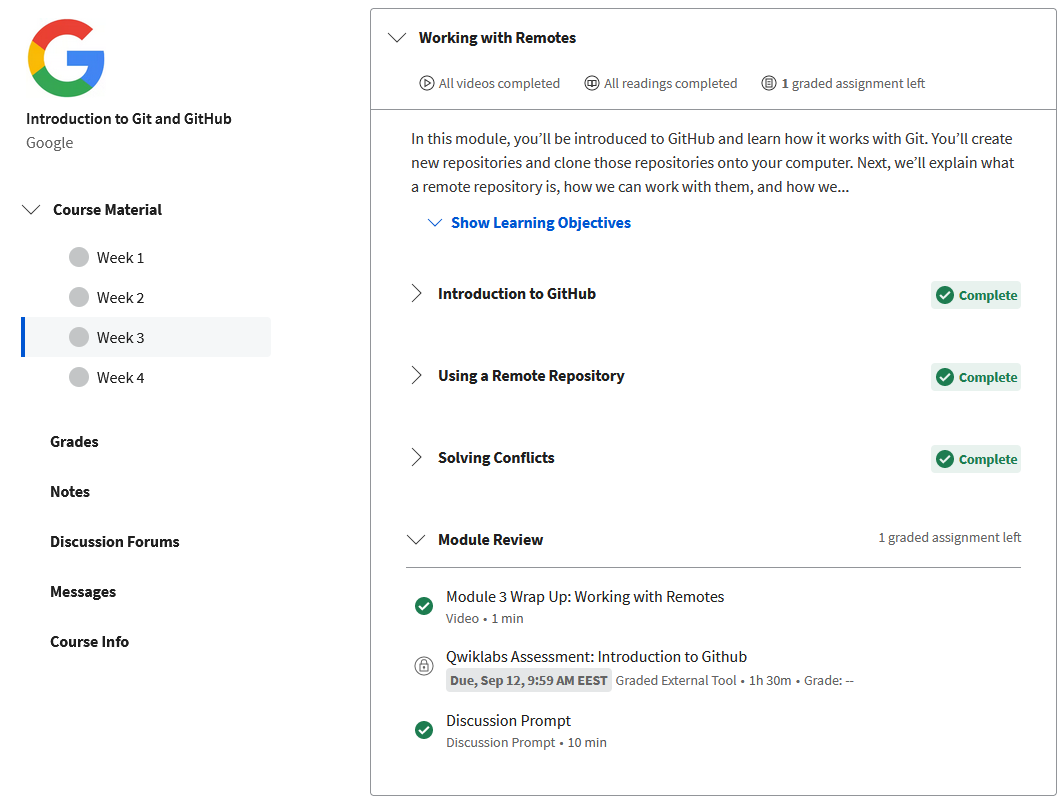 Introduction to Git and GitHub
Google
Course Material
Week 1
Week 2
Week 3
Week 4
Grades
Notes
Discussion Forums
Messages
Course Info
Working with Remotes
All videos completed
All readings completed
1 graded assignment left
In this module, you’ll be introduced to GitHub and learn how it works with Git. You’ll create
new repositories and clone those repositories onto your computer. Next, we’ll explain what
a remote repository is, how we can work with them, and how we...
Show Learning Objectives
Introduction to GitHub
Complete
Using a Remote Repository
Complete
Solving Conflicts
Complete
Module Review
1 graded assignment left
Module 3 Wrap Up: Working with Remotes
Video • 1 min
Qwiklabs Assessment: Introduction to Github
Due, Sep 12, 9:59 AM EEST Graded External Tool • 1h 30m • Grade: --
Discussion Prompt
Discussion Prompt • 10 min